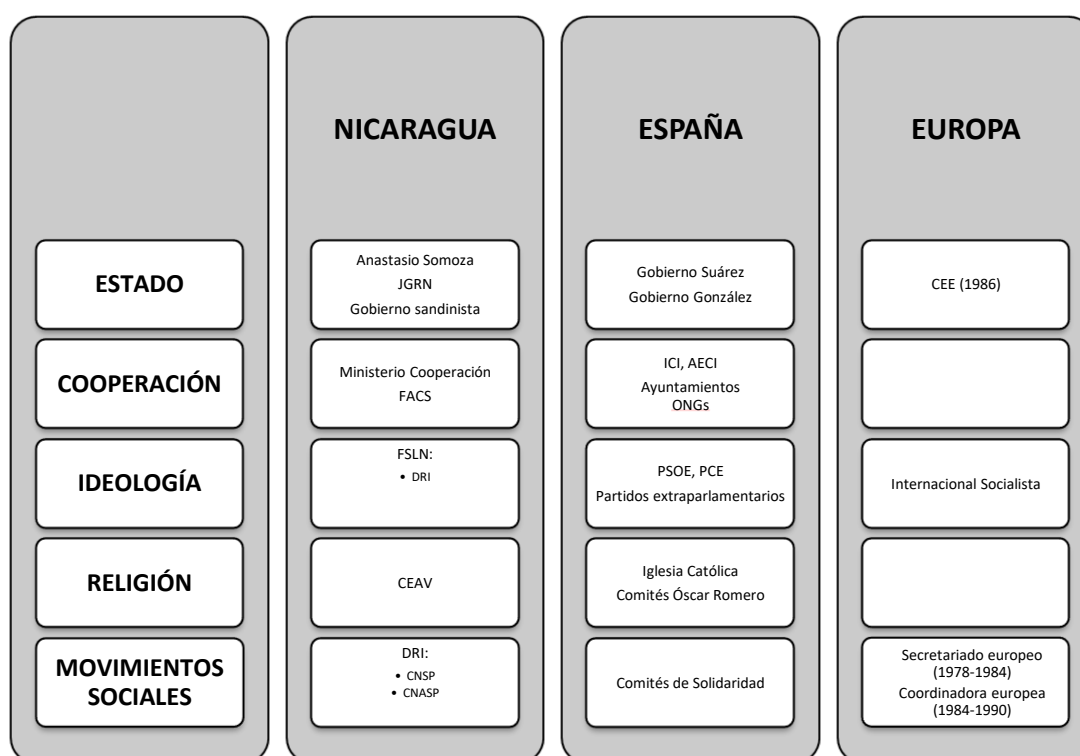 NICARAGUA
ESPAÑA
EUROPA
ESTADO
Anastasio Somoza
JGRN
Gobierno sandinista
Gobierno Suárez
Gobierno González
CEE (1986)
COOPERACIÓN
Ministerio Cooperación
FACS
ICI, AECI
Ayuntamientos
ONGs
IDEOLOGÍA
FSLN:
• DRI
PSOE, PCE
Partidos extraparlamentarios
Internacional Socialista
RELIGIÓN
CEAV
Iglesia Católica
Comités Óscar Romero
MOVIMIENTOS
SOCIALES
DRI:
• CNSP
• CNASP
Comités de Solidaridad
Secretariado europeo
(1978-1984)
Coordinadora europea
(1984-1990)